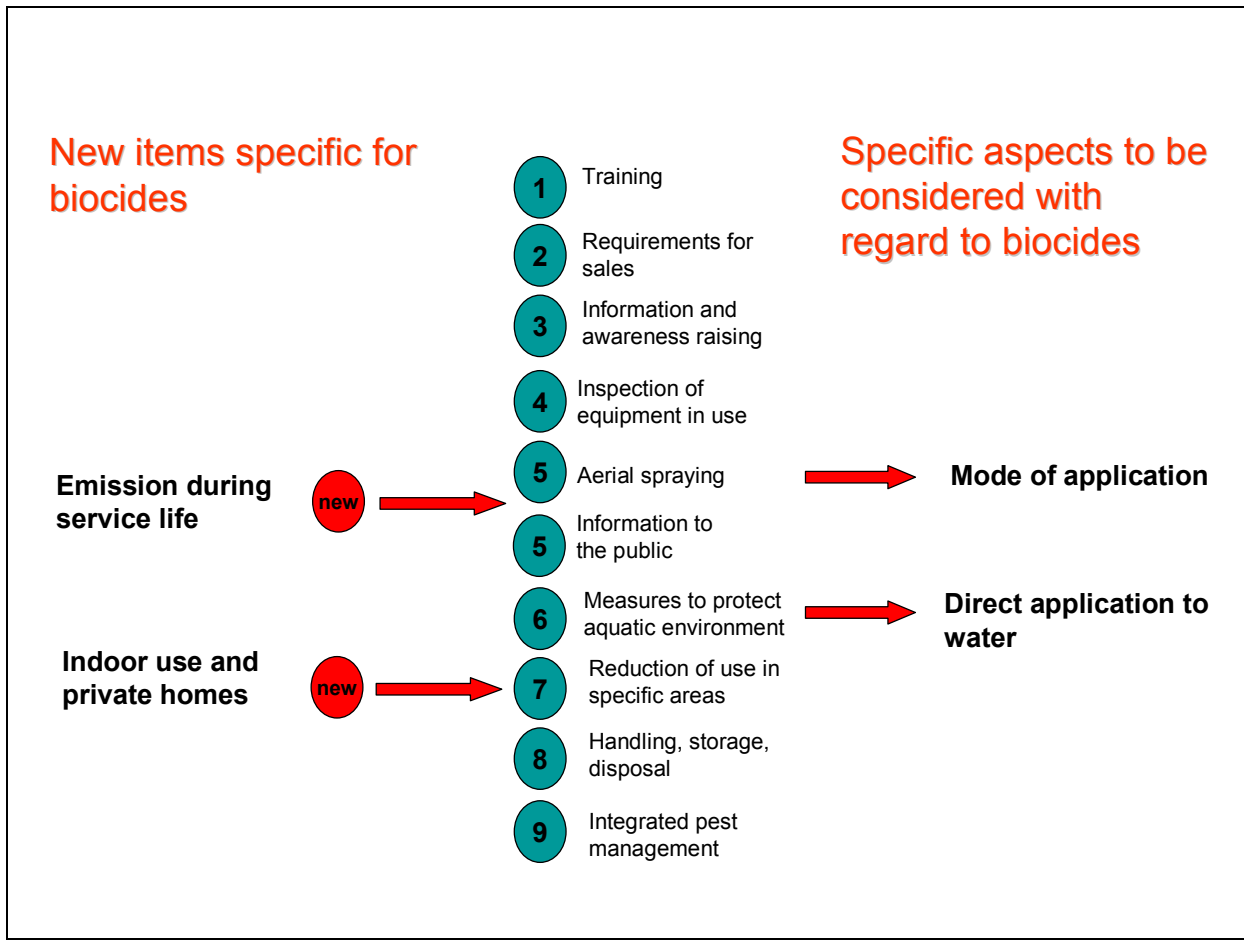 New items specific for
biocides
Emission during
service life
new
Indoor use and
private homes
new
1
Training
2
Requirements for
sales
3
Information and
awareness raising
4
Inspection of
equipment in use
5
Aerial spraying
5
Information to
the public
6
Measures to protect
aquatic environment
7
Reduction of use in
specific areas
8
Handling, storage,
disposal
9
Integrated pest
management
Specific aspects to be
considered with
regard to biocides
Mode of application
Direct application to
water